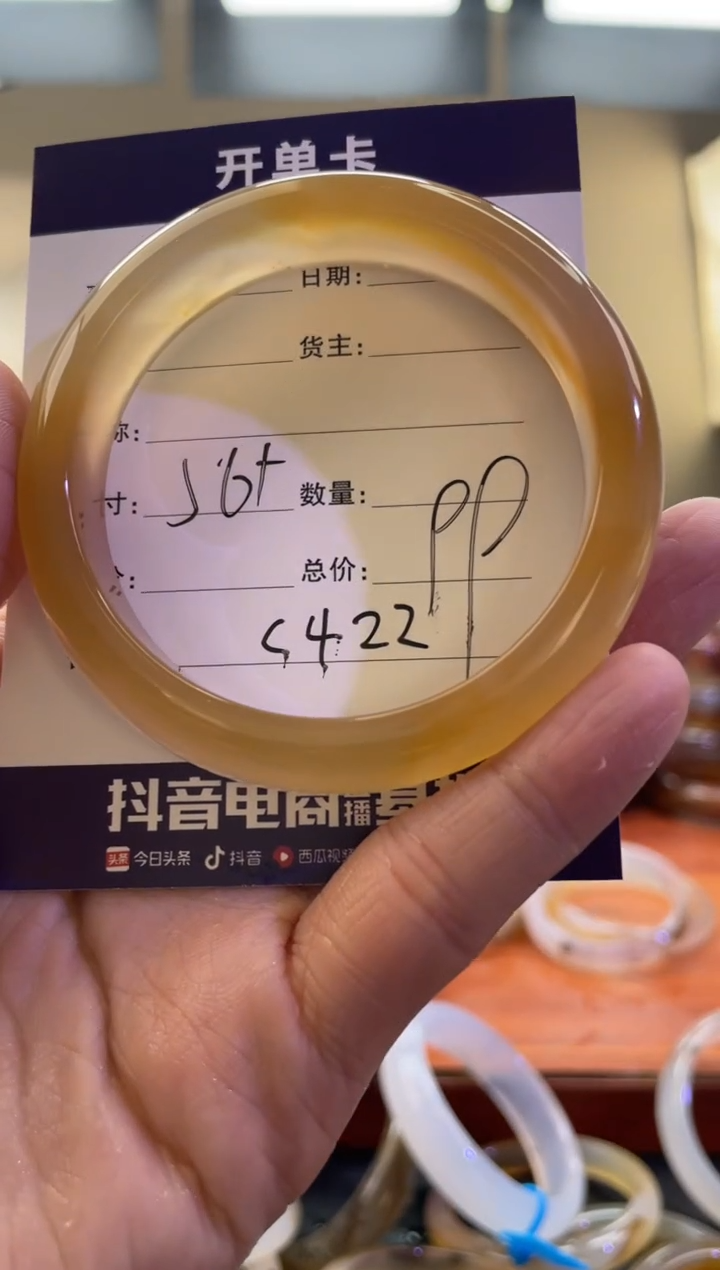 开单卡
日期:
货主:
称:
寸: 56+ 数量:
总价:
5422
抖音电商
播
头条 今日头条 抖音 西瓜视频